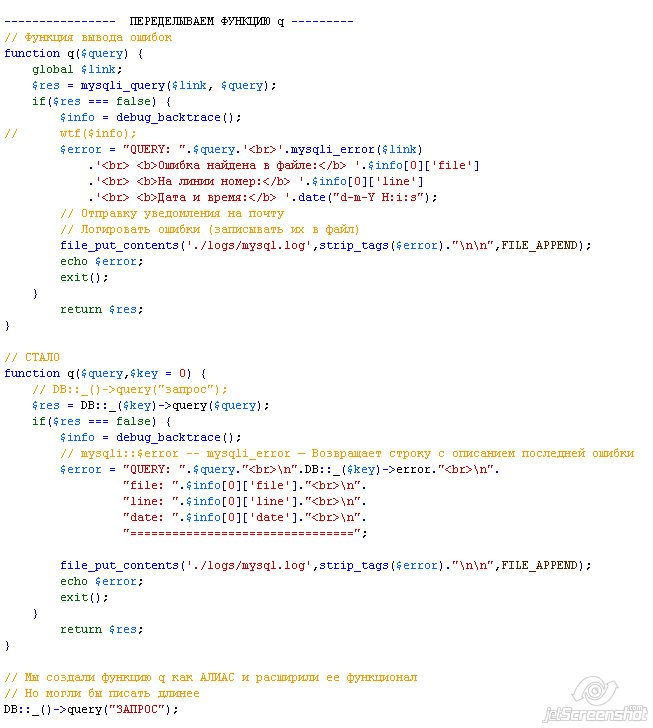 ---------------- ПЕРЕДЕЛЫВАЕМ ФУНКЦИЮ q ---------
// Функция вывода ошибок
function q($query) {
global $link;
$res = mysqli_query($link, $query);
if($res === false) {
$info = debug_backtrace();
// wtf($info);
$error = "QUERY: ".$query.'<br>'.mysqli_error($link)
.'<br> <b>Ошибка найдена в файле:</b> '.$info[0]['file']
.'<br> <b>На линии номер:</b> '.$info[0]['line']
.'<br> <b>Дата и время:</b> '.date("d-m-Y H:i:s");
// Отправку уведомления на почту
// Логировать ошибки (записывать их в файл)
file_put_contents('./logs/mysql.log',strip_tags($error)."\n\n",FILE_APPEND);
echo $error;
exit();
}
return $res;
}
// СТАЛО
function q($query,$key = 0) {
// DB::_()->query("запрос");
$res = DB::_($key)->query($query);
if($res === false) {
$info = debug_backtrace();
// mysqli::$error -- mysqli_error — Возвращает строку с описанием последней ошибки
$error = "QUERY: ".$query."<br>\n".DB::_($key)->error."<br>\n".
"file: ".$info[0]['file']."<br>\n".
"line: ".$info[0]['line']."<br>\n".
"date: ".$info[0]['date']."<br>\n".
"================================";
file_put_contents('./logs/mysql.log',strip_tags($error)."\n\n",FILE_APPEND);
echo $error;
exit();
}
return $res;
}
// Мы создали функцию q как АЛИАС и расширили ее функционал
// Но могли бы писать длинее
DB::_()->query("ЗАПРОС");
jetScreenshot
.com